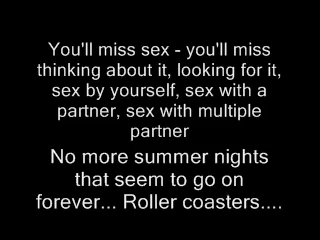 You'll miss sex - you'll miss
thinking about it, looking for it,
sex by yourself, sex with a
partner, sex with multiple
partner
No more summer nights
that seem to go on
forever... Roller coasters....